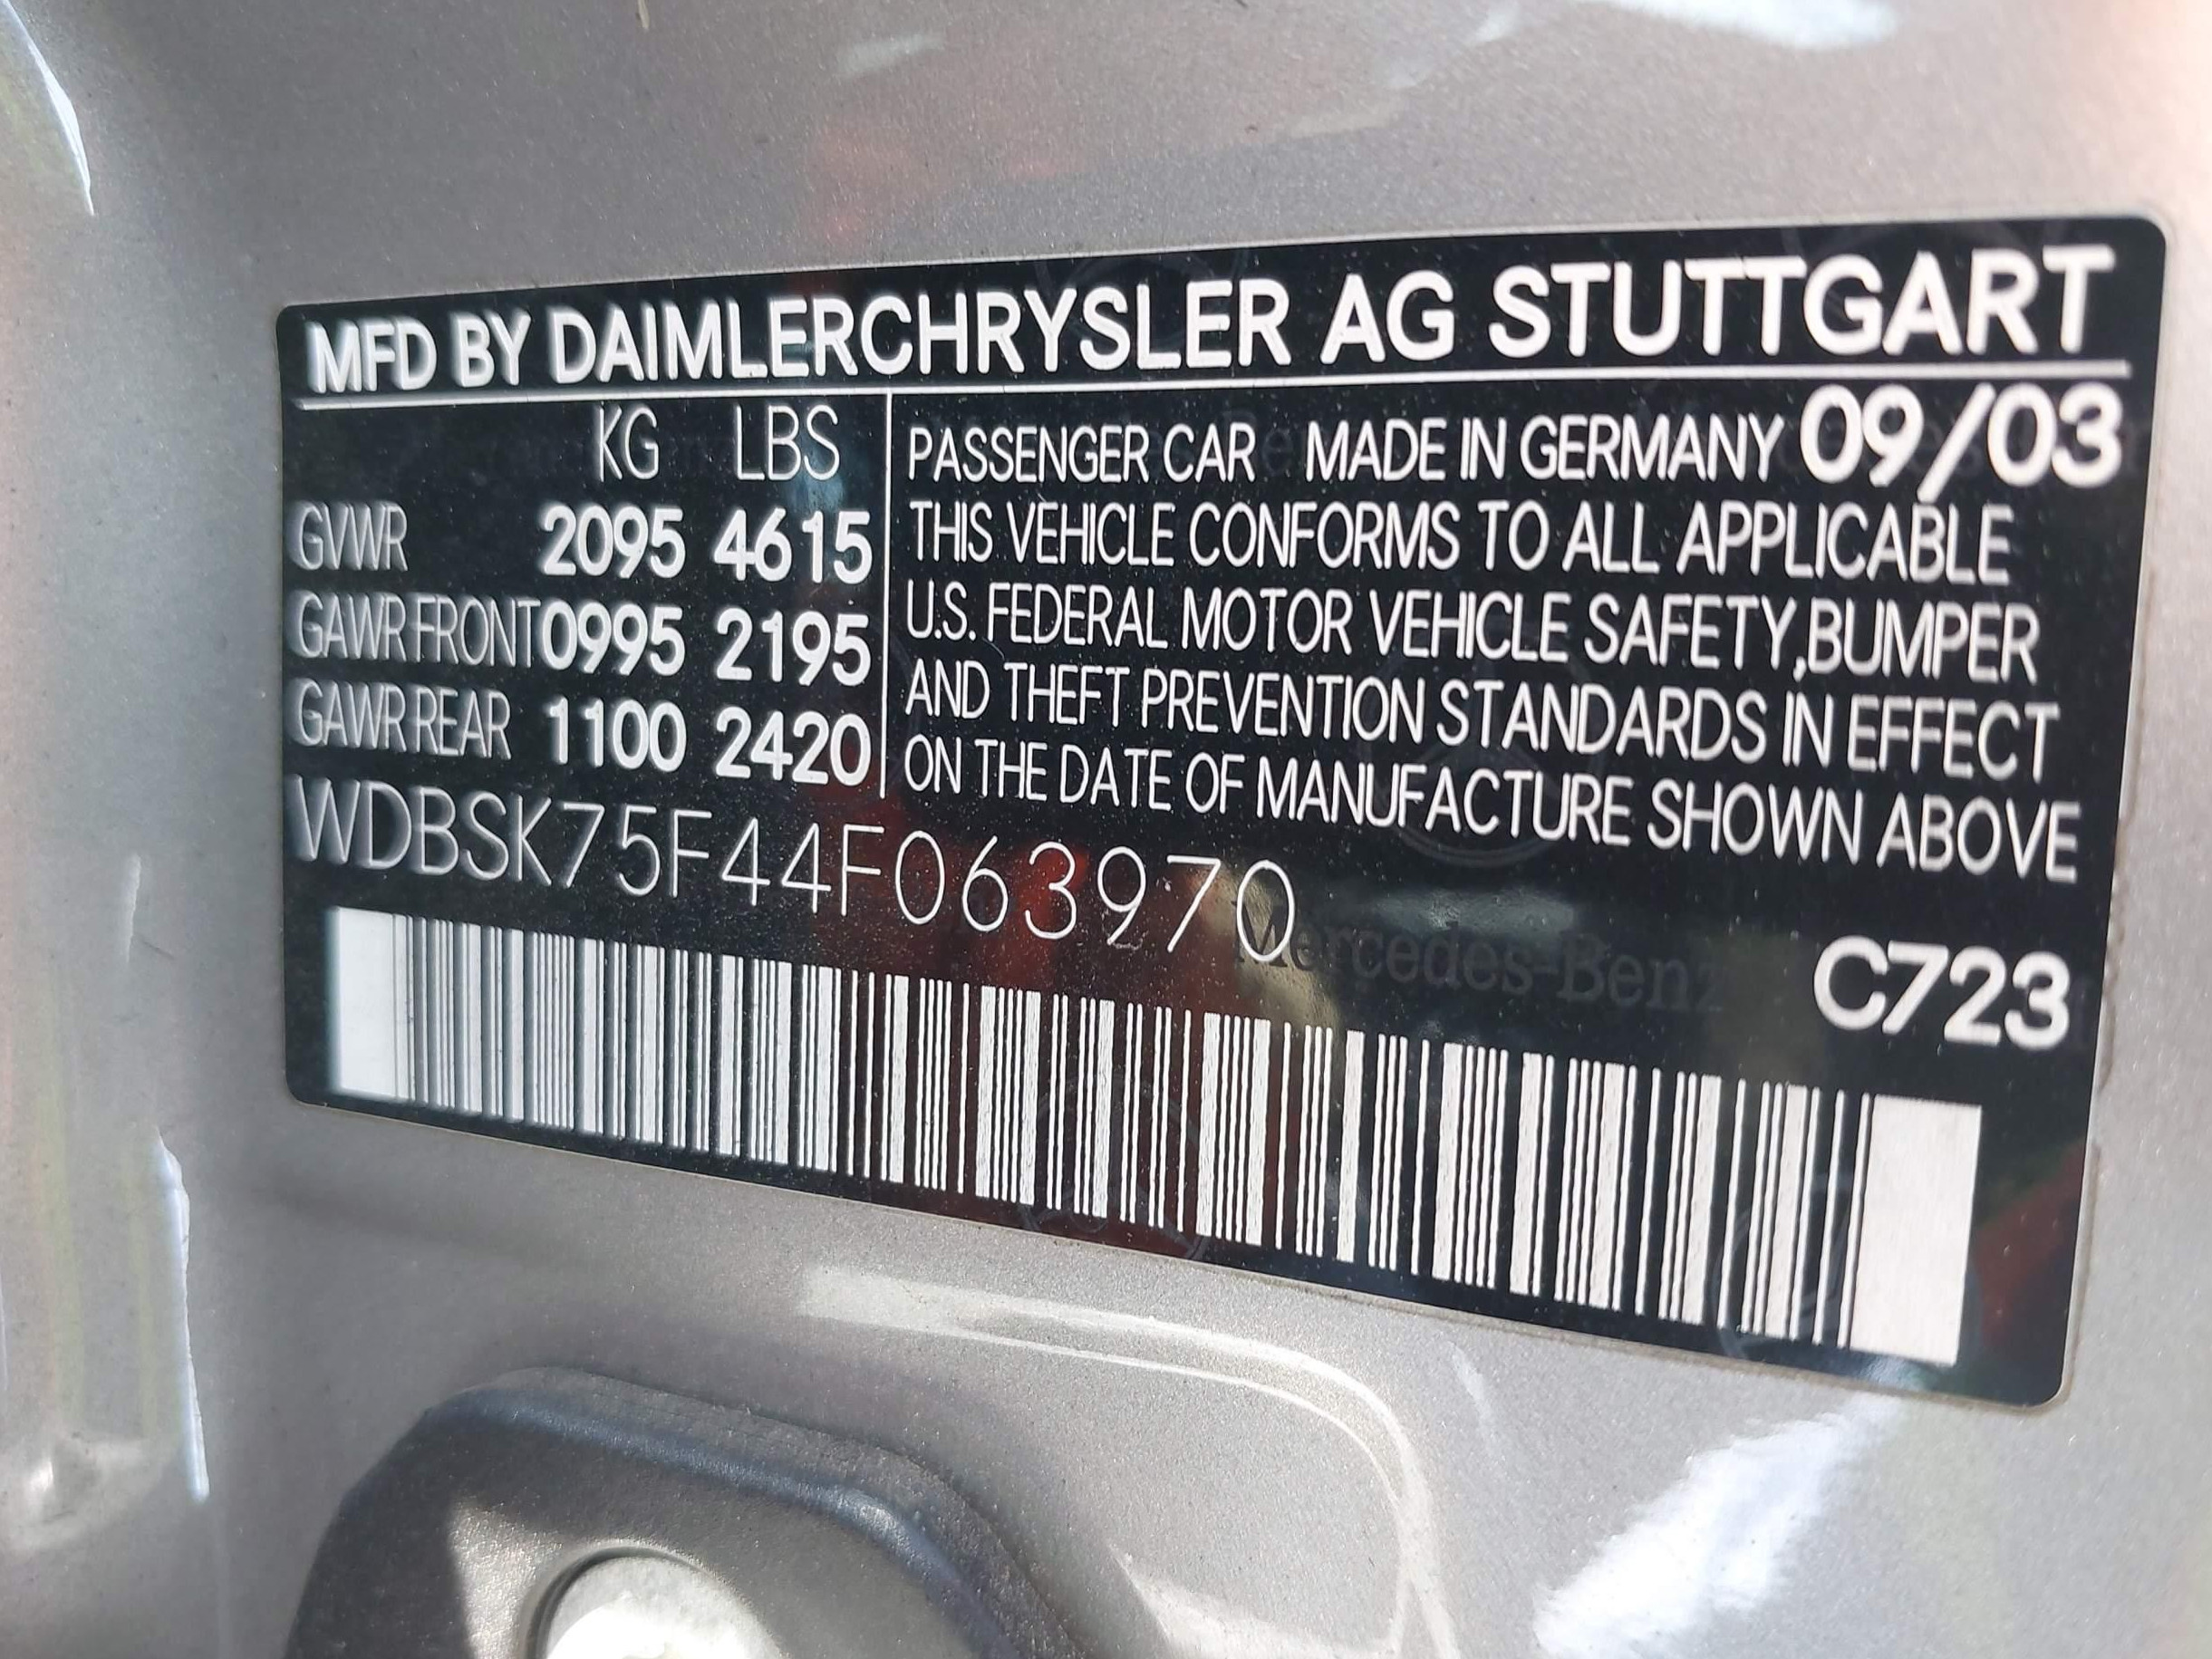 MFD BY DAIMLERCHRYSLER AG STUTTGART
KG LBS
GVWR 2095 4615
GAWR FRONT 0995 2195
GAWR REAR 1100 2420
PASSENGER CAR MADE IN GERMANY 09/03
THIS VEHICLE CONFORMS TO ALL APPLICABLE
U.S. FEDERAL MOTOR VEHICLE SAFETY,BUMPER
AND THEFT PREVENTION STANDARDS IN EFFECT
ON THE DATE OF MANUFACTURE SHOWN ABOVE
WDBSK75F44F063970
Mercedes-Benz
C723